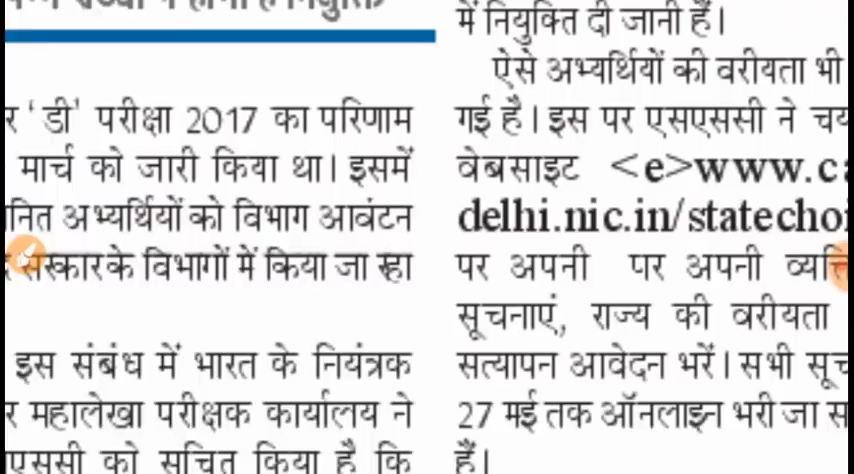 में नियुक्ति दी जानी हैं।
ऐसे अभ्यर्थियों की वरीयता भी
'डी' परीक्षा 2017 का परिणाम
मार्च को जारी किया था। इसमें
अभ्यर्थियों को विभाग आवंटन
सरकार के विभागों में किया जा रहा
इस संबंध में भारत के नियंत्रक
महालेखा परीक्षक कार्यालय ने
को सूचित किया है कि
गई है। इस पर एसएससी ने
वेबसाइट <e>www.ca
delhi.nic.in/statechoi
पर अपनी पर अपनी
सूचनाएं, राज्य की वरीयता
सत्यापन आवेदन भरें। सभी
27 मई तक ऑनलाइन भरी जा
हैं।